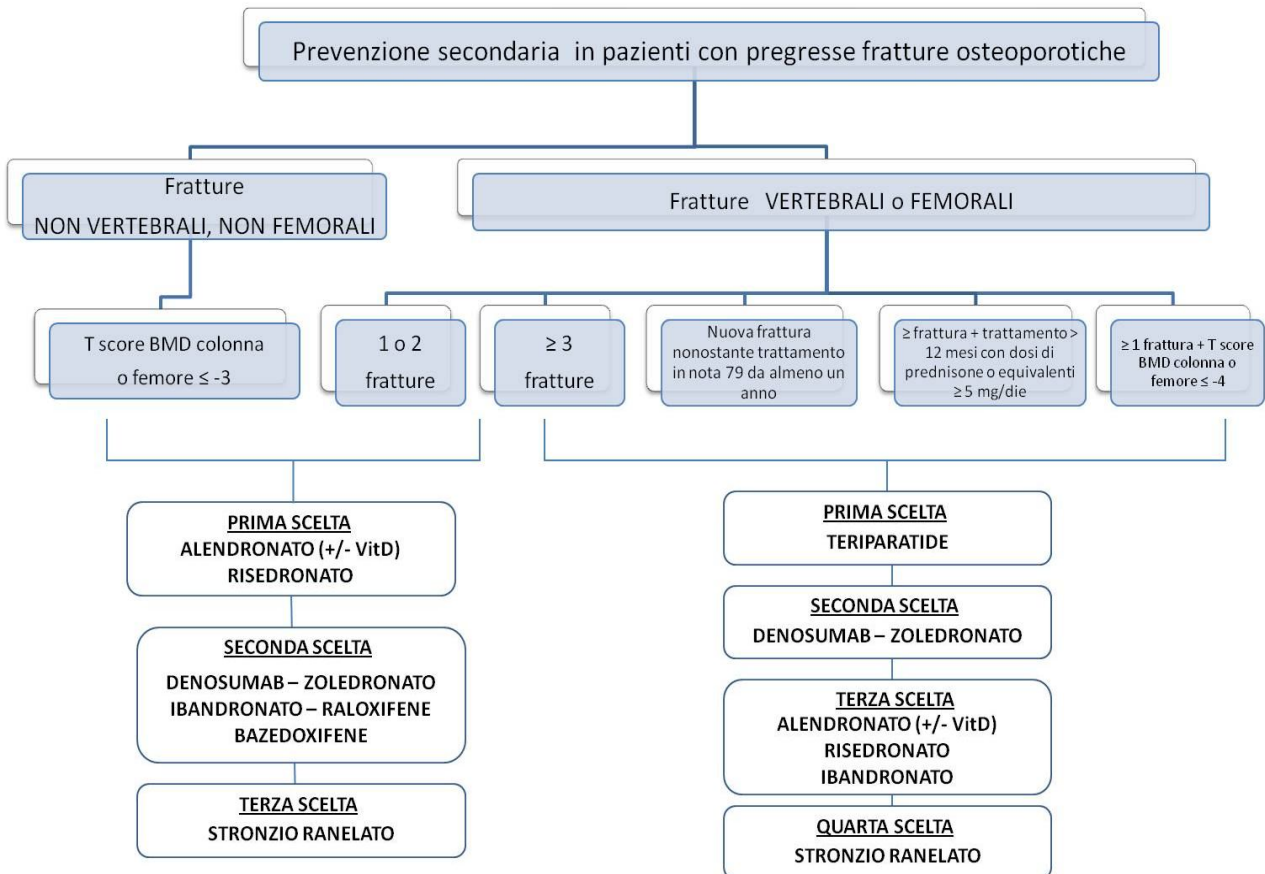 Prevenzione secondaria in pazienti con pregresse fratture osteoporotiche
Fratture
NON VERTEBRALI, NON FEMORALI
Fratture VERTEBRALI o FEMORALI
T score BMD colonna
o femore ≤ -3
1 o 2
fratture
≥ 3
fratture
Nuova frattura
nonostante trattamento
in nota 79 da almeno un
anno
≥ frattura + trattamento >
12 mesi con dosi di
prednisone o equivalenti
≥ 5 mg/die
≥ 1 frattura + T score
BMD colonna o
femore ≤ -4
PRIMA SCELTA
ALENDRONATO (+/- VitD)
RISEDRONATO
SECONDA SCELTA
DENOSUMAB – ZOLEDRONATO
IBANDRONATO – RALOXIFENE
BAZEDOXIFENE
TERZA SCELTA
STRONZIO RANELATO
PRIMA SCELTA
TERIPARATIDE
SECONDA SCELTA
DENOSUMAB – ZOLEDRONATO
TERZA SCELTA
ALENDRONATO (+/- VitD)
RISEDRONATO
IBANDRONATO
QUARTA SCELTA
STRONZIO RANELATO